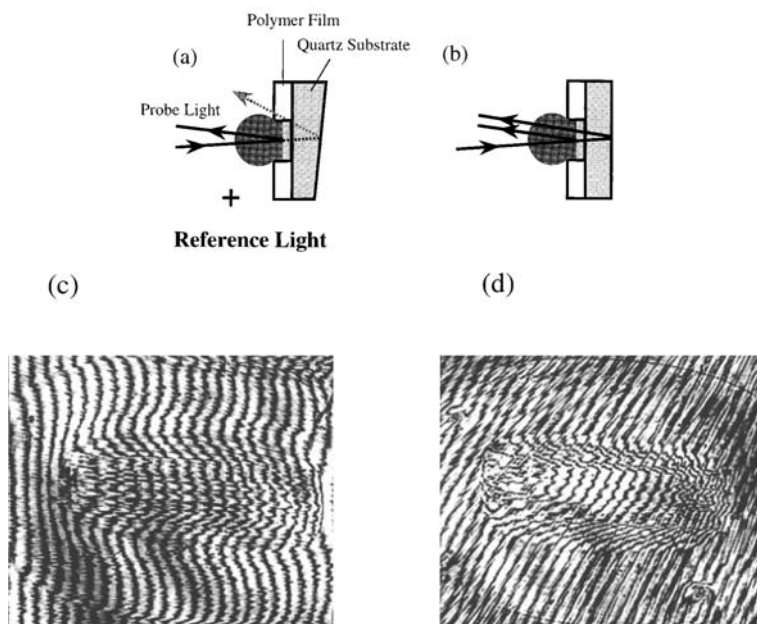 Polymer Film
Quartz Substrate
(a)
(b)
Probe Light
+
Reference Light
(c)
(d)